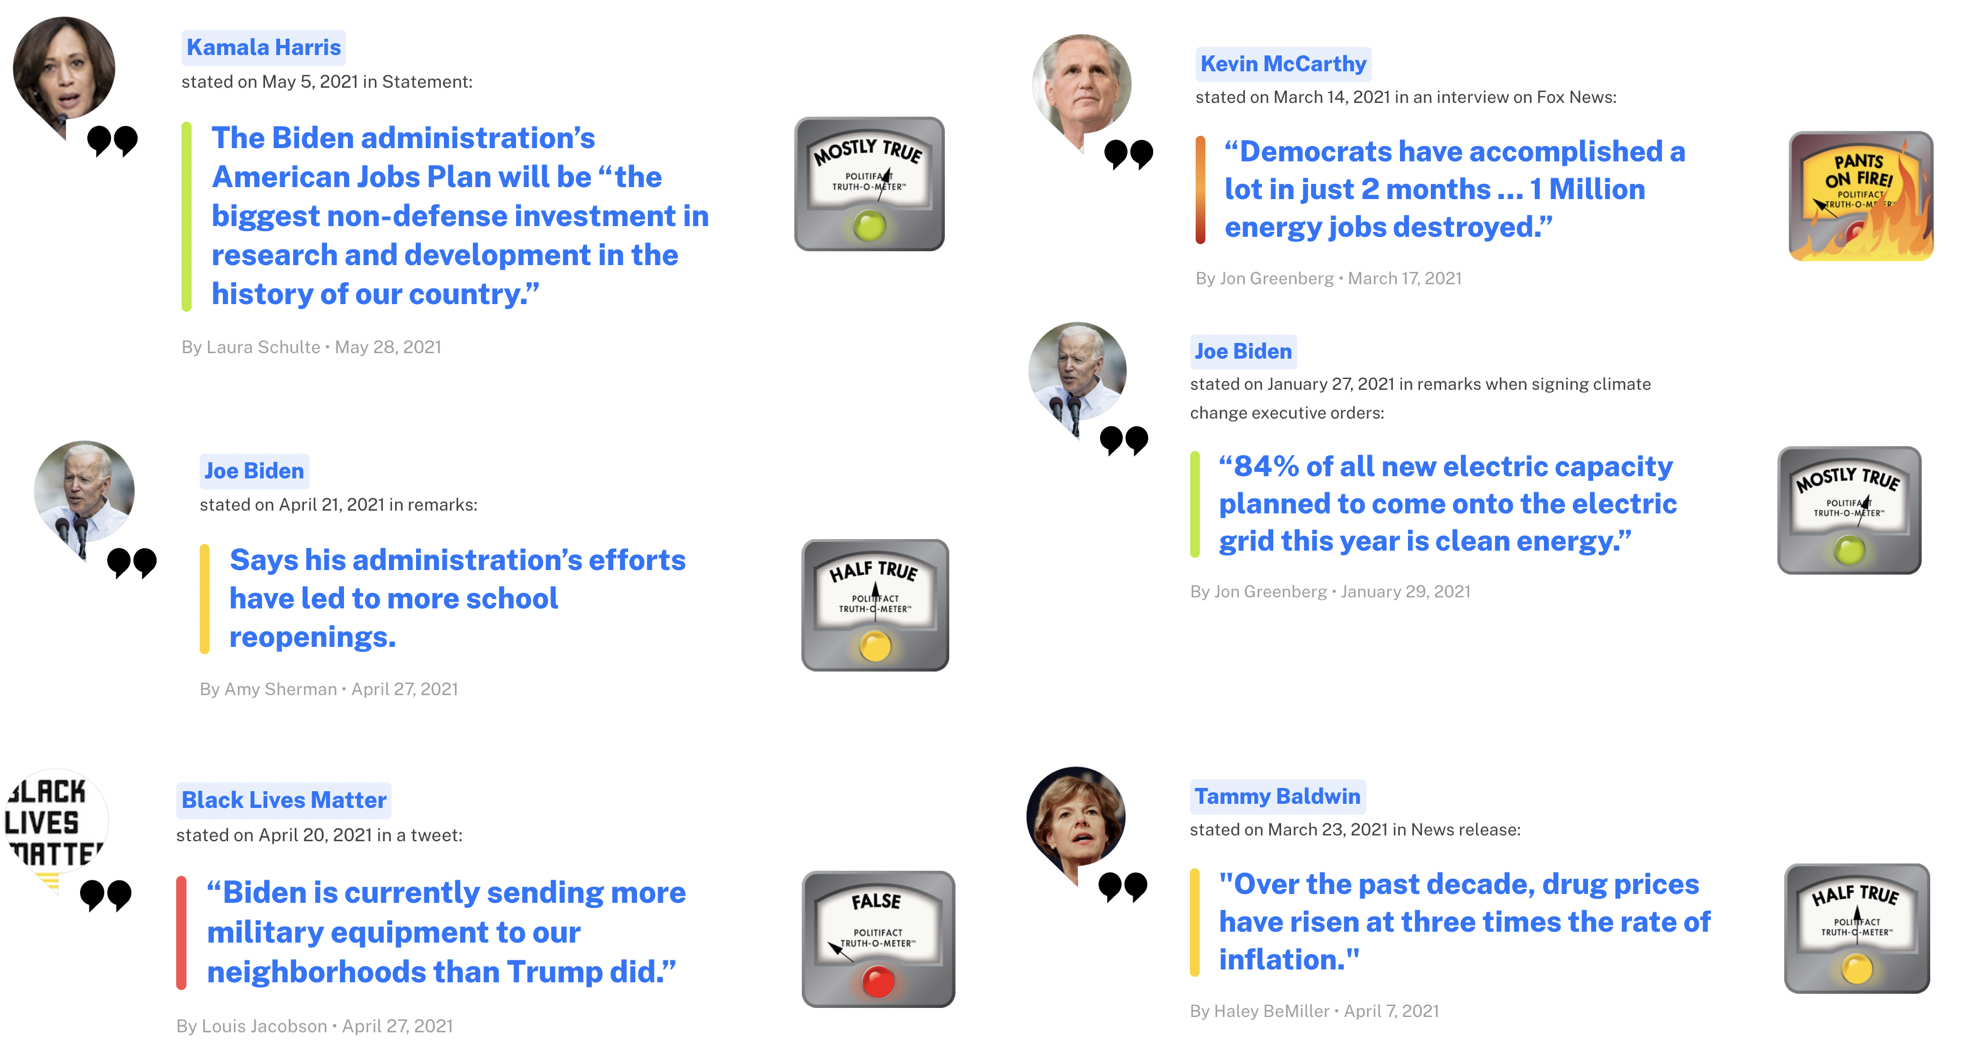 Kamala Harris
stated on May 5, 2021 in Statement:
The Biden administration’s
American Jobs Plan will be “the
biggest non-defense investment in
research and development in the
history of our country.”
By Laura Schulte • May 28, 2021
MOSTLY TRUE
POLITIFACT
TRUTH-O-METER™
Joe Biden
stated on April 21, 2021 in remarks:
Says his administration’s efforts
have led to more school
reopenings.
By Amy Sherman • April 27, 2021
HALF TRUE
POLITIFACT
TRUTH-O-METER™
BLACK
LIVES
MATTER
Black Lives Matter
stated on April 20, 2021 in a tweet:
“Biden is currently sending more
military equipment to our
neighborhoods than Trump did.”
By Louis Jacobson • April 27, 2021
FALSE
POLITIFACT
TRUTH-O-METER™
Kevin McCarthy
stated on March 14, 2021 in an interview on Fox News:
“Democrats have accomplished a
lot in just 2 months ... 1 Million
energy jobs destroyed.”
By Jon Greenberg • March 17, 2021
PANTS
ON FIRE!
POLITIFACT
TRUTH-O-METER™
Joe Biden
stated on January 27, 2021 in remarks when signing climate
change executive orders:
“84% of all new electric capacity
planned to come onto the electric
grid this year is clean energy.”
By Jon Greenberg • January 29, 2021
MOSTLY TRUE
POLITIFACT
TRUTH-O-METER™
Tammy Baldwin
stated on March 23, 2021 in News release:
"Over the past decade, drug prices
have risen at three times the rate of
inflation."
By Haley BeMiller • April 7, 2021
HALF TRUE
POLITIFACT
TRUTH-O-METER™